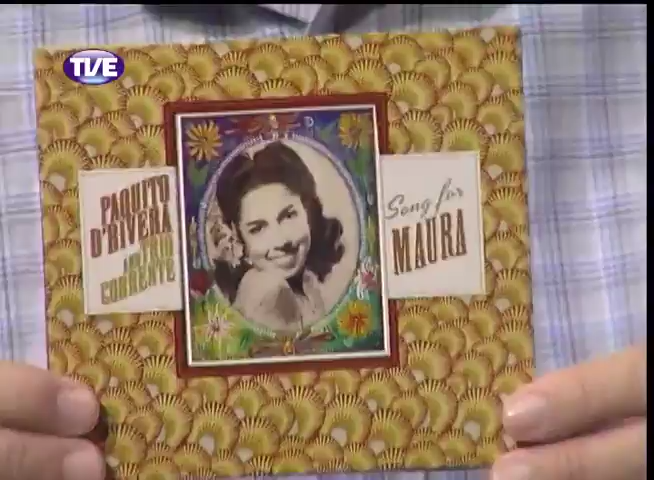 TVE
PAQUITO
D'RIVERA
AND TRIO
CORRENTE
Song for
MAURA